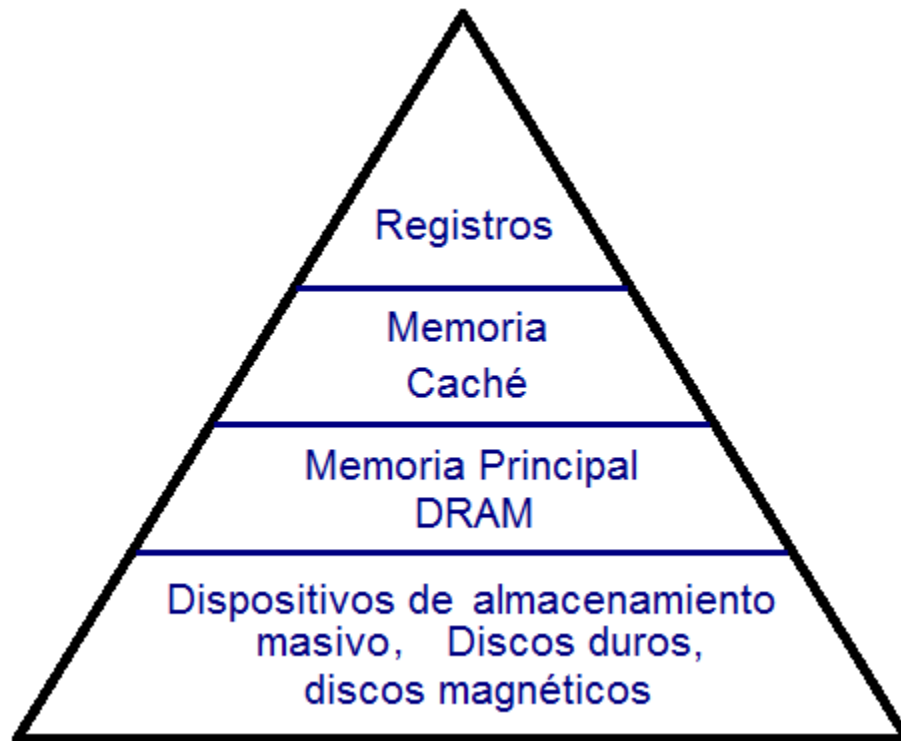 Registros
Memoria
Caché
Memoria Principal
DRAM
Dispositivos de almacenamiento
masivo, Discos duros,
discos magnéticos